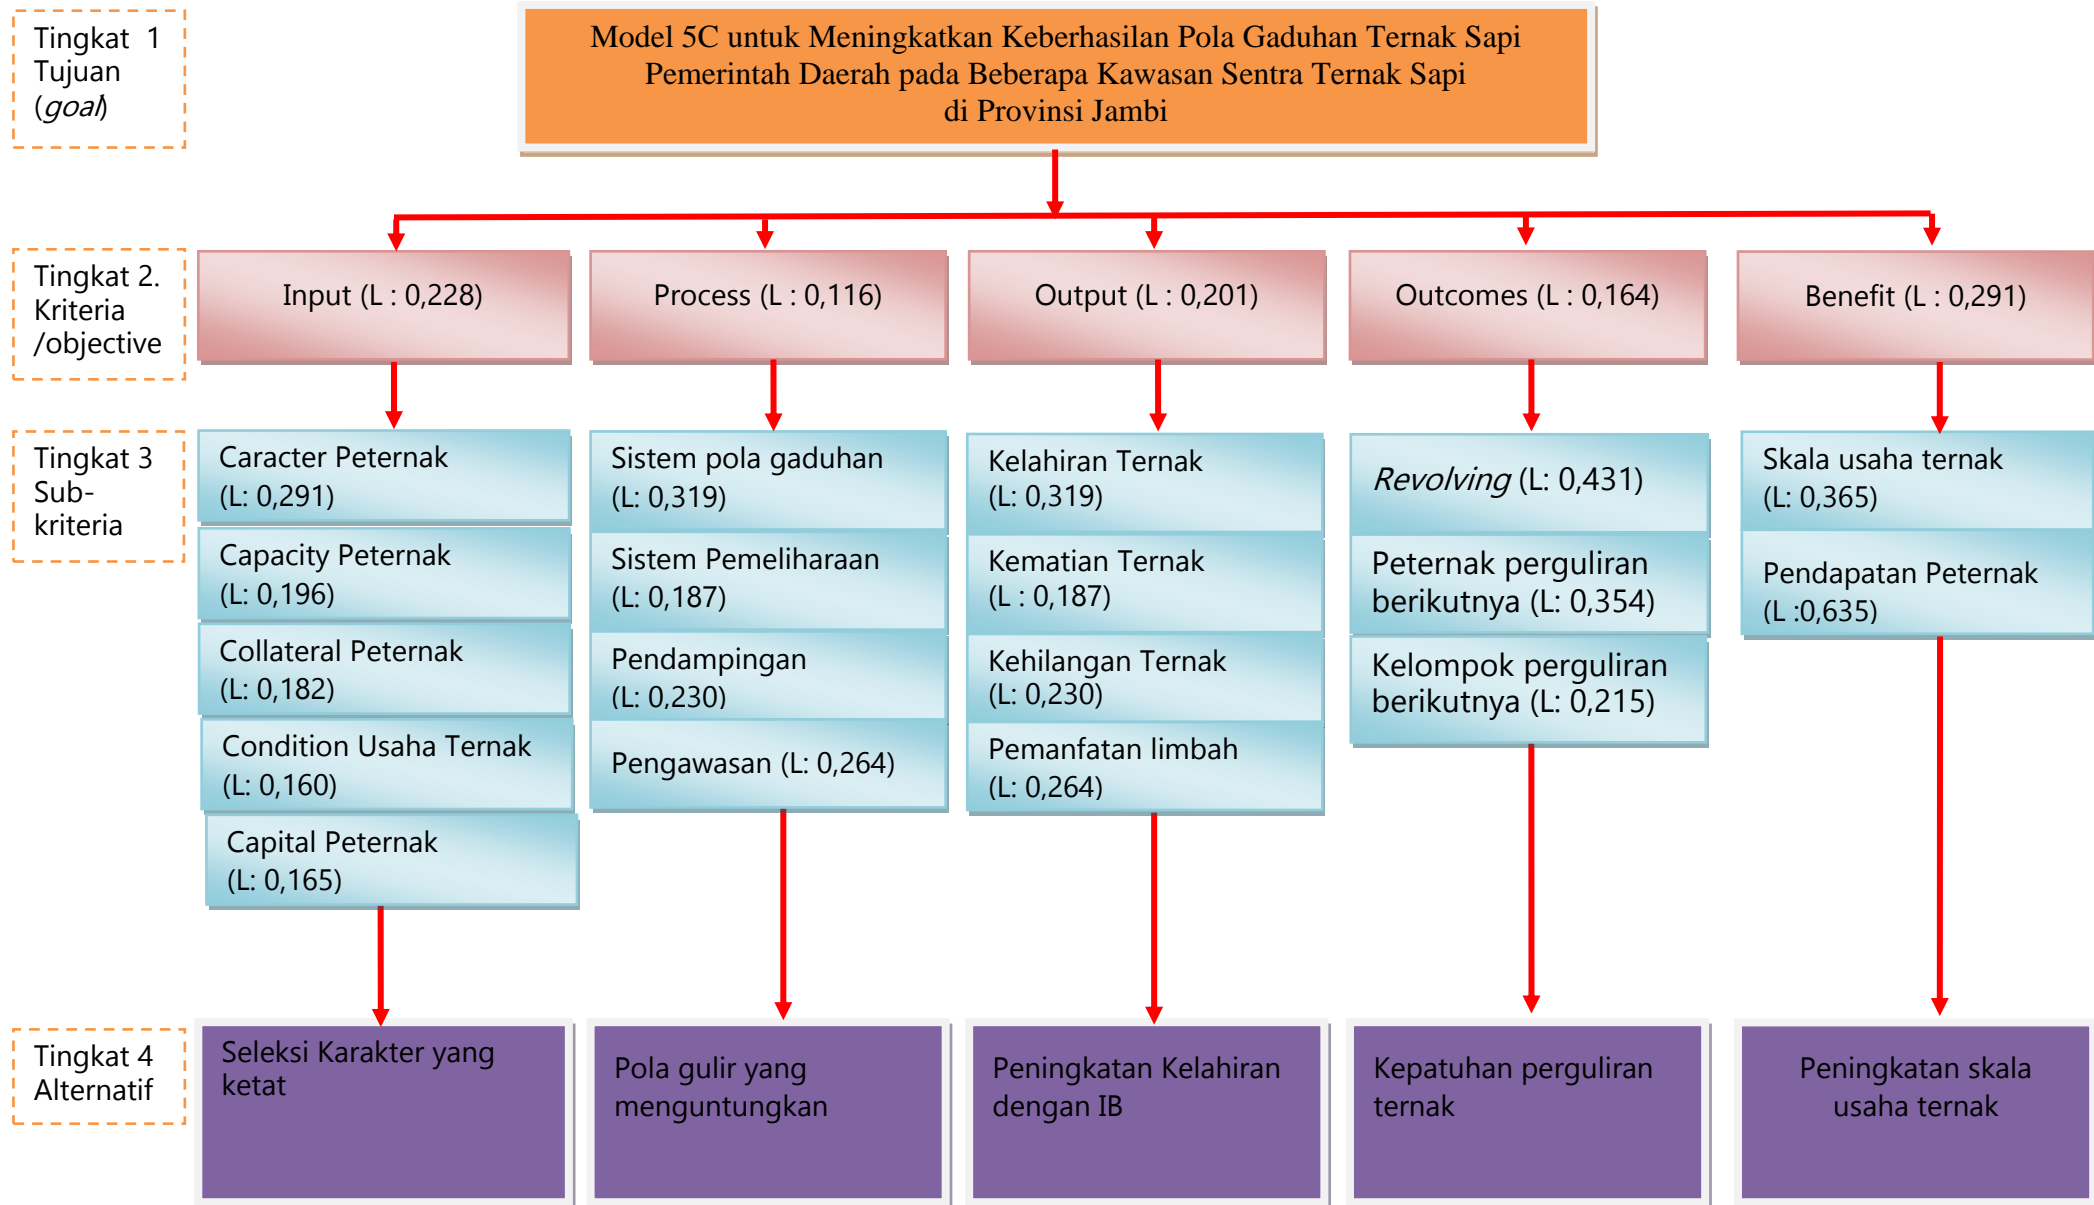 Tingkat 1
Tujuan
(goal)
Model 5C untuk Meningkatkan Keberhasilan Pola Gaduhan Ternak Sapi
Pemerintah Daerah pada Beberapa Kawasan Sentra Ternak Sapi
di Provinsi Jambi
Tingkat 2.
Kriteria
/objective
Input (L : 0,228)
Process (L : 0,116)
Output (L : 0,201)
Outcomes (L : 0,164)
Benefit (L : 0,291)
Tingkat 3
Sub-
kriteria
Caracter Peternak
(L: 0,291)
Capacity Peternak
(L: 0,196)
Collateral Peternak
(L: 0,182)
Condition Usaha Ternak
(L: 0,160)
Capital Peternak
(L: 0,165)
Sistem pola gaduhan
(L: 0,319)
Sistem Pemeliharaan
(L: 0,187)
Pendampingan
(L: 0,230)
Pengawasan (L: 0,264)
Kelahiran Ternak
(L: 0,319)
Kematian Ternak
(L : 0,187)
Kehilangan Ternak
(L: 0,230)
Pemanfatan limbah
(L: 0,264)
Revolving (L: 0,431)
Peternak perguliran
berikutnya (L: 0,354)
Kelompok perguliran
berikutnya (L: 0,215)
Skala usaha ternak
(L: 0,365)
Pendapatan Peternak
(L :0,635)
Tingkat 4
Alternatif
Seleksi Karakter yang
ketat
Pola gulir yang
menguntungkan
Peningkatan Kelahiran
dengan IB
Kepatuhan perguliran
ternak
Peningkatan skala
usaha ternak